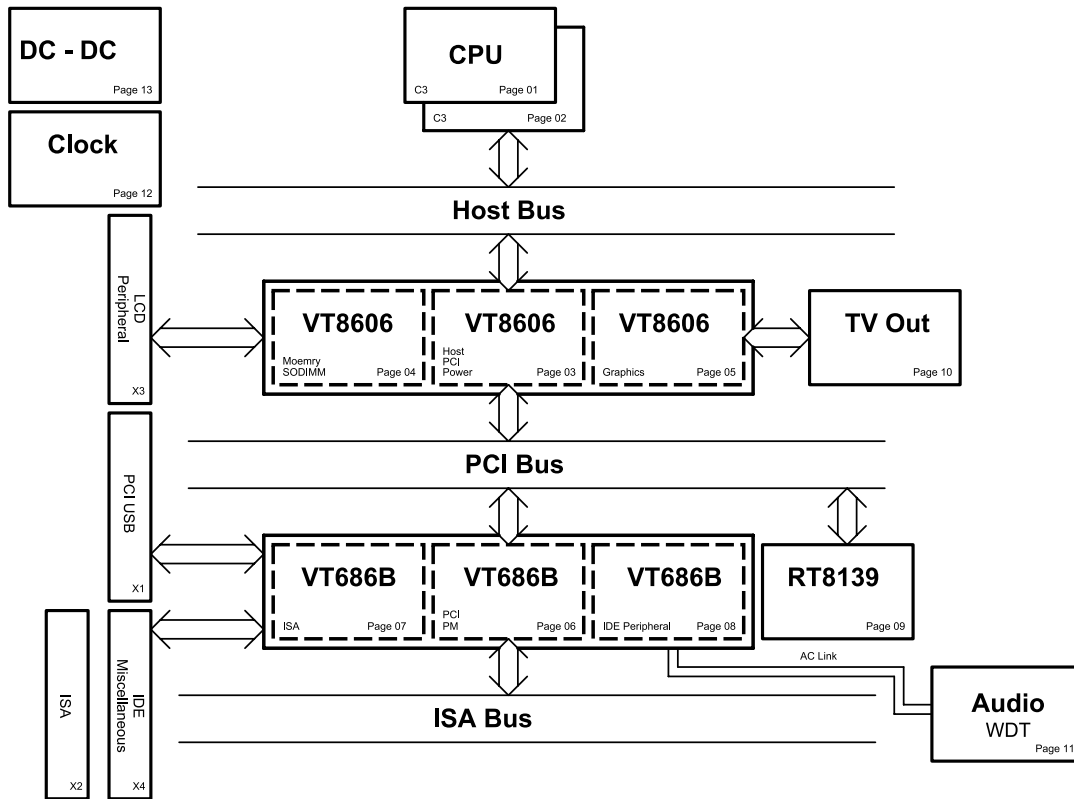 DC - DC
Page 13
CPU
C3 Page 01
C3 Page 02
Clock
Page 12
Host Bus
LCD
Peripheral
X3
VT8606
Moemry
SODIMM Page 04
VT8606
Host
PCI
Power Page 03
VT8606
Graphics Page 05
TV Out
Page 10
PCI Bus
PCI USB
X1
VT686B
ISA Page 07
VT686B
PCI
PM Page 06
VT686B
IDE Peripheral Page 08
RT8139
Page 09
AC Link
ISA
X2
IDE
Miscellaneous
X4
ISA Bus
Audio
WDT
Page 11